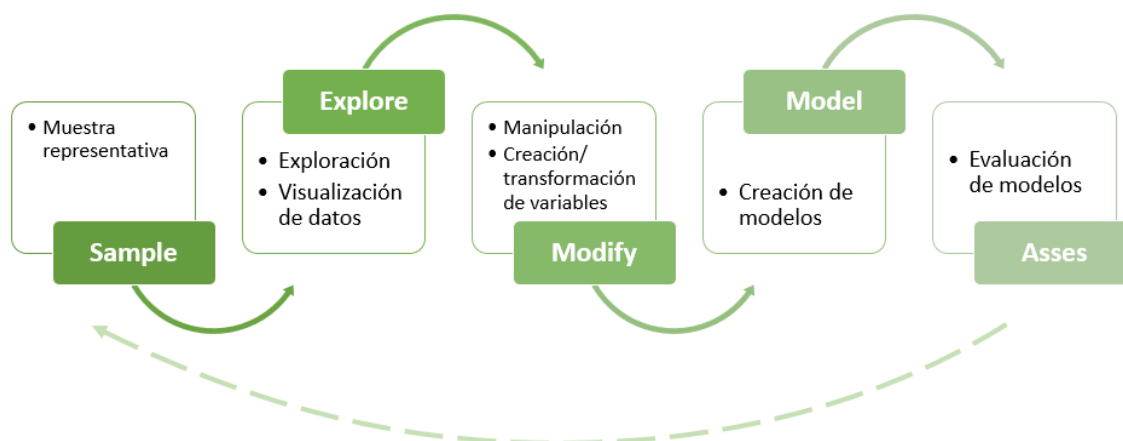 • Muestra
representativa
Sample
Explore
• Exploración
• Visualización
de datos
• Manipulación
• Creación/
transformación
de variables
Modify
Model
• Creación de
modelos
• Evaluación
de modelos
Asses